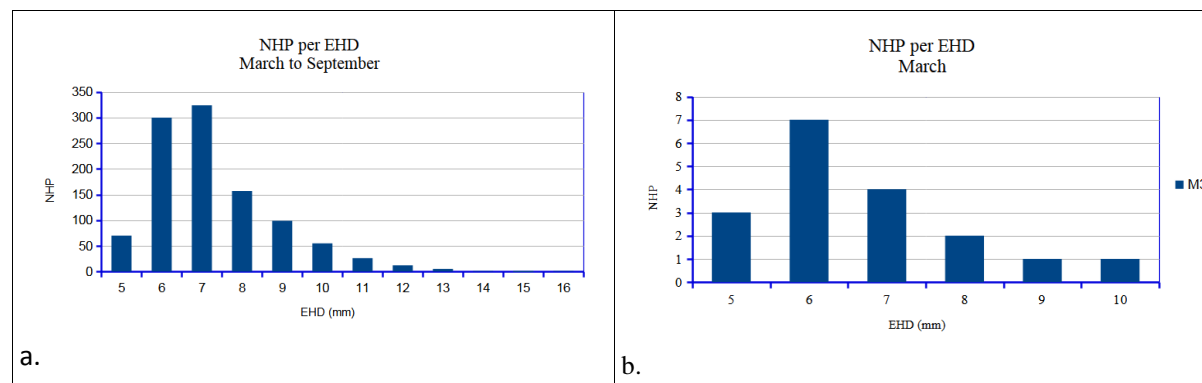 NHP per EHD
March to September
350
300
250
200
150
100
50
0
NHP
5 6 7 8 9 10 11 12 13 14 15 16
EHD (mm)
a.
NHP per EHD
March
8
7
6
5
4
3
2
1
0
NHP
5 6 7 8 9 10
EHD (mm)
b.